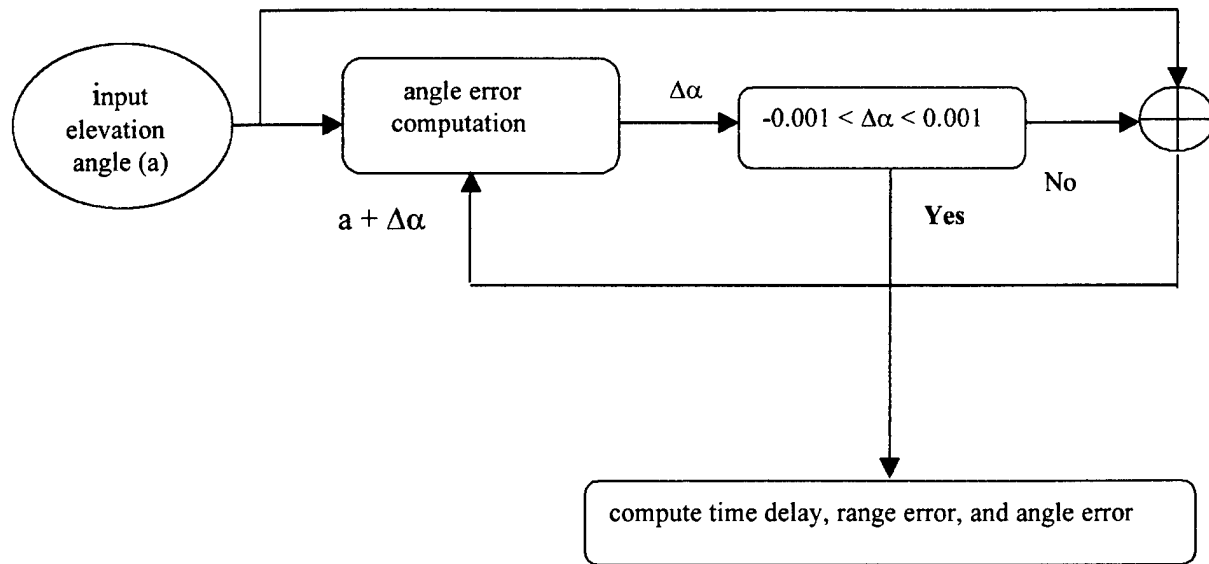 input
elevation
angle (a)
angle error
computation
Δα
-0.001 < Δα < 0.001
No
Yes
a + Δα
compute time delay, range error, and angle error